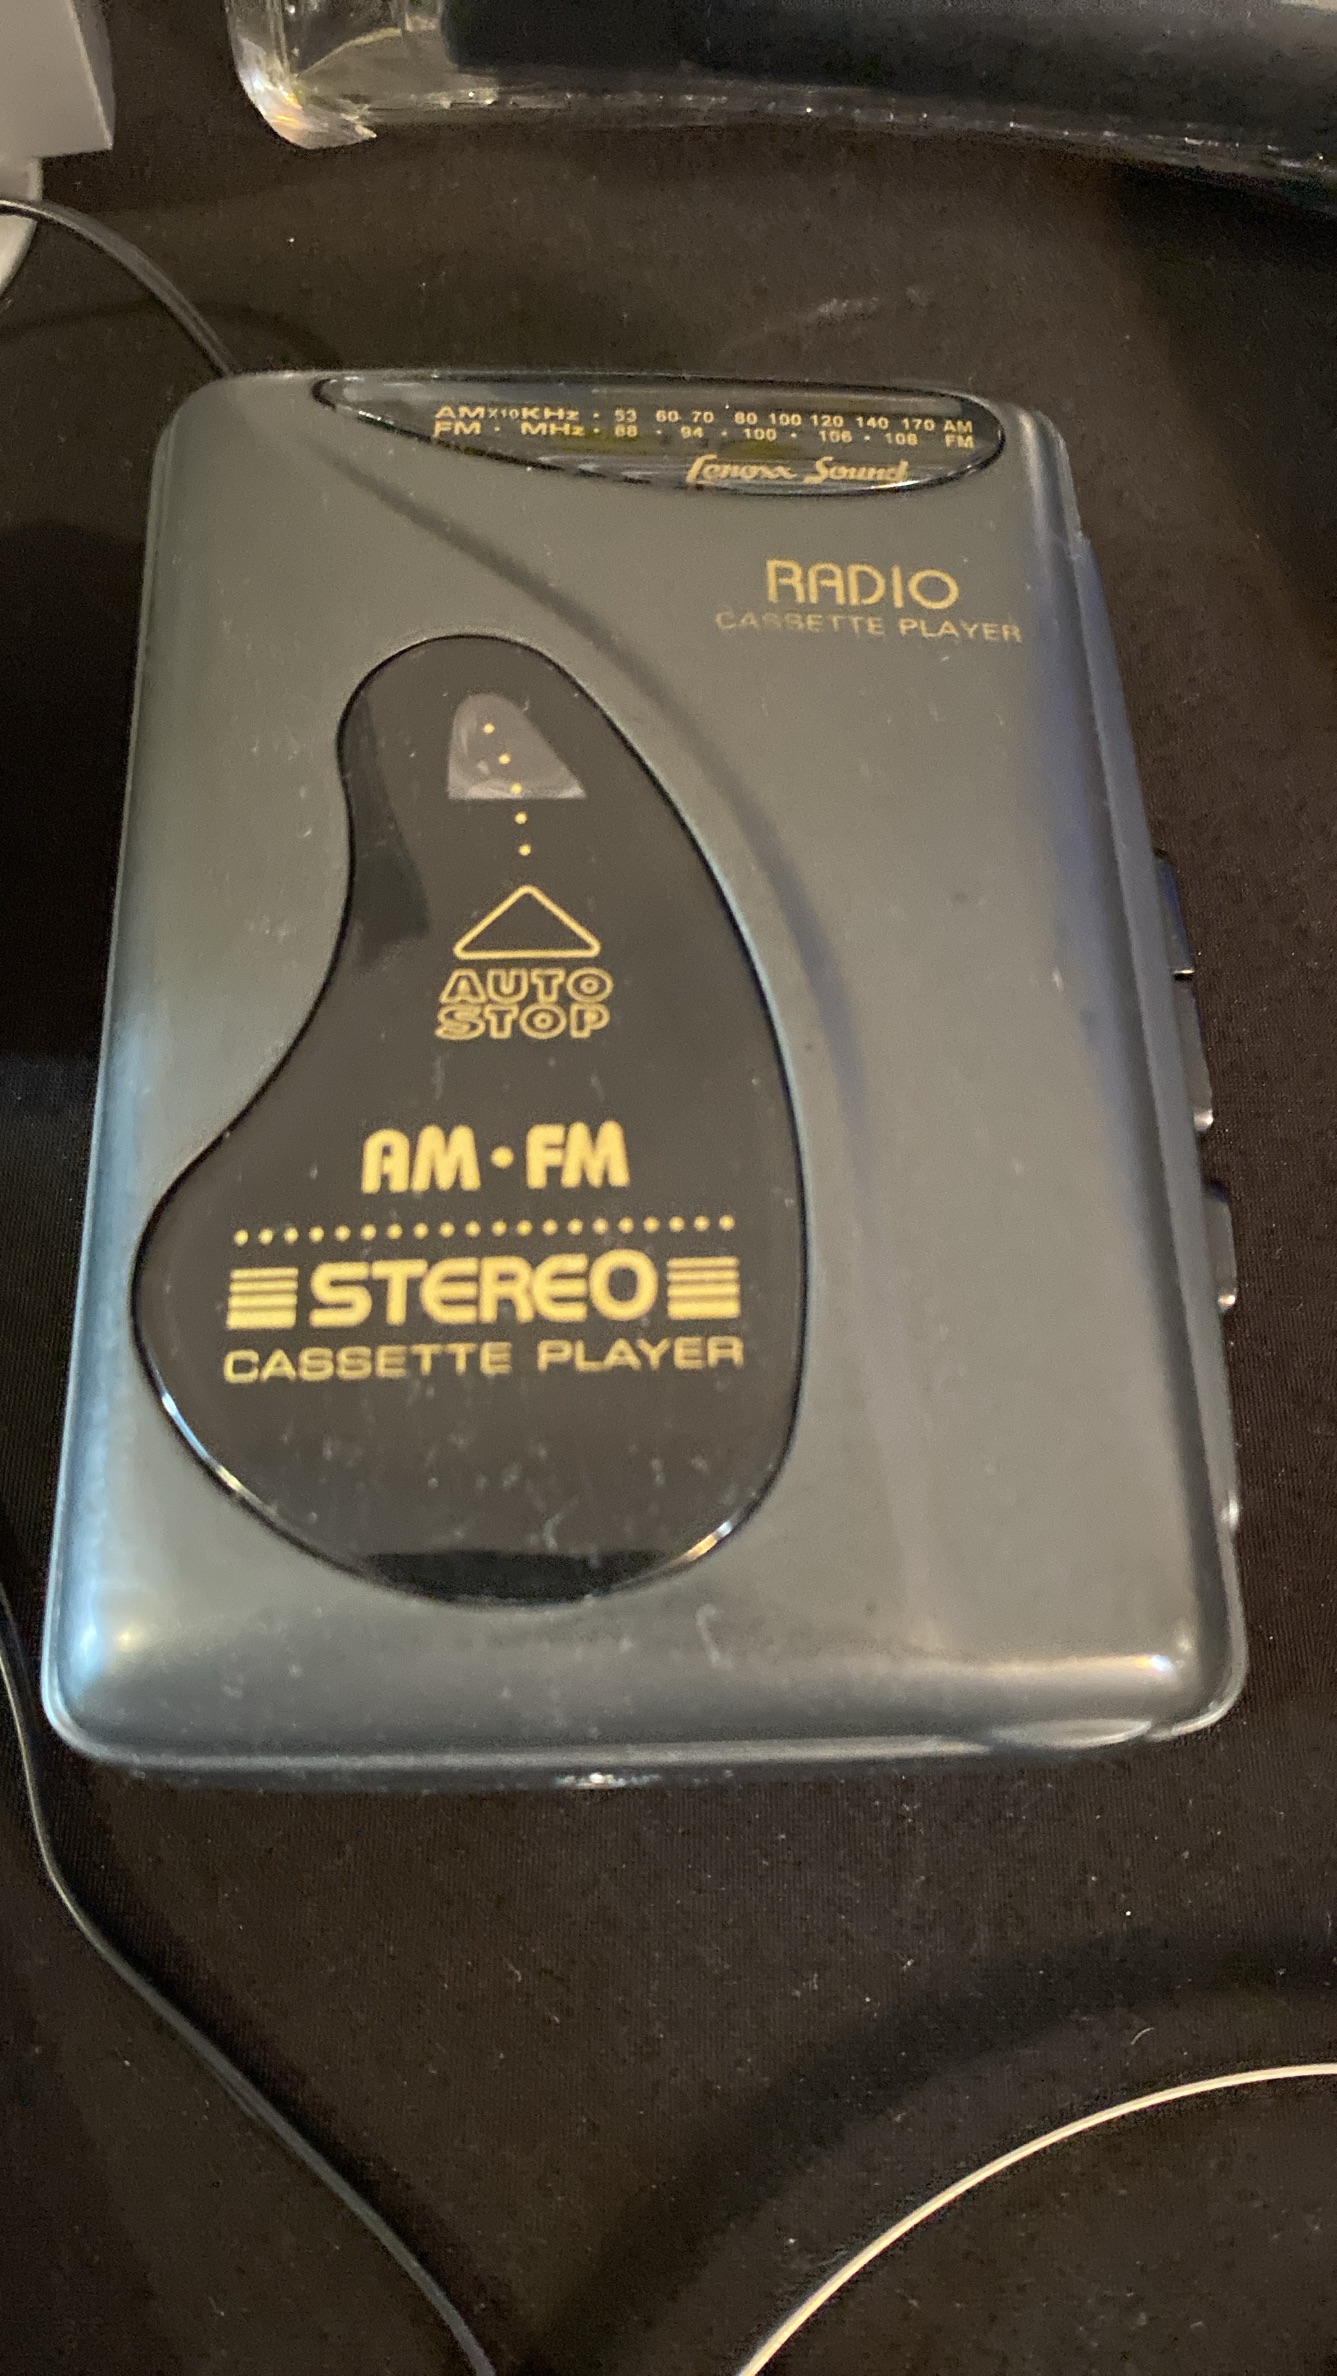 AM X10 KHz · 53 60 70 80 100 120 140 170 AM
FM · MHz · 88 · 94 · 100 · 106 · 108 FM
Lenoxx Sound
RADIO
CASSETTE PLAYER
AUTO
STOP
AM·FM
STEREO
CASSETTE PLAYER